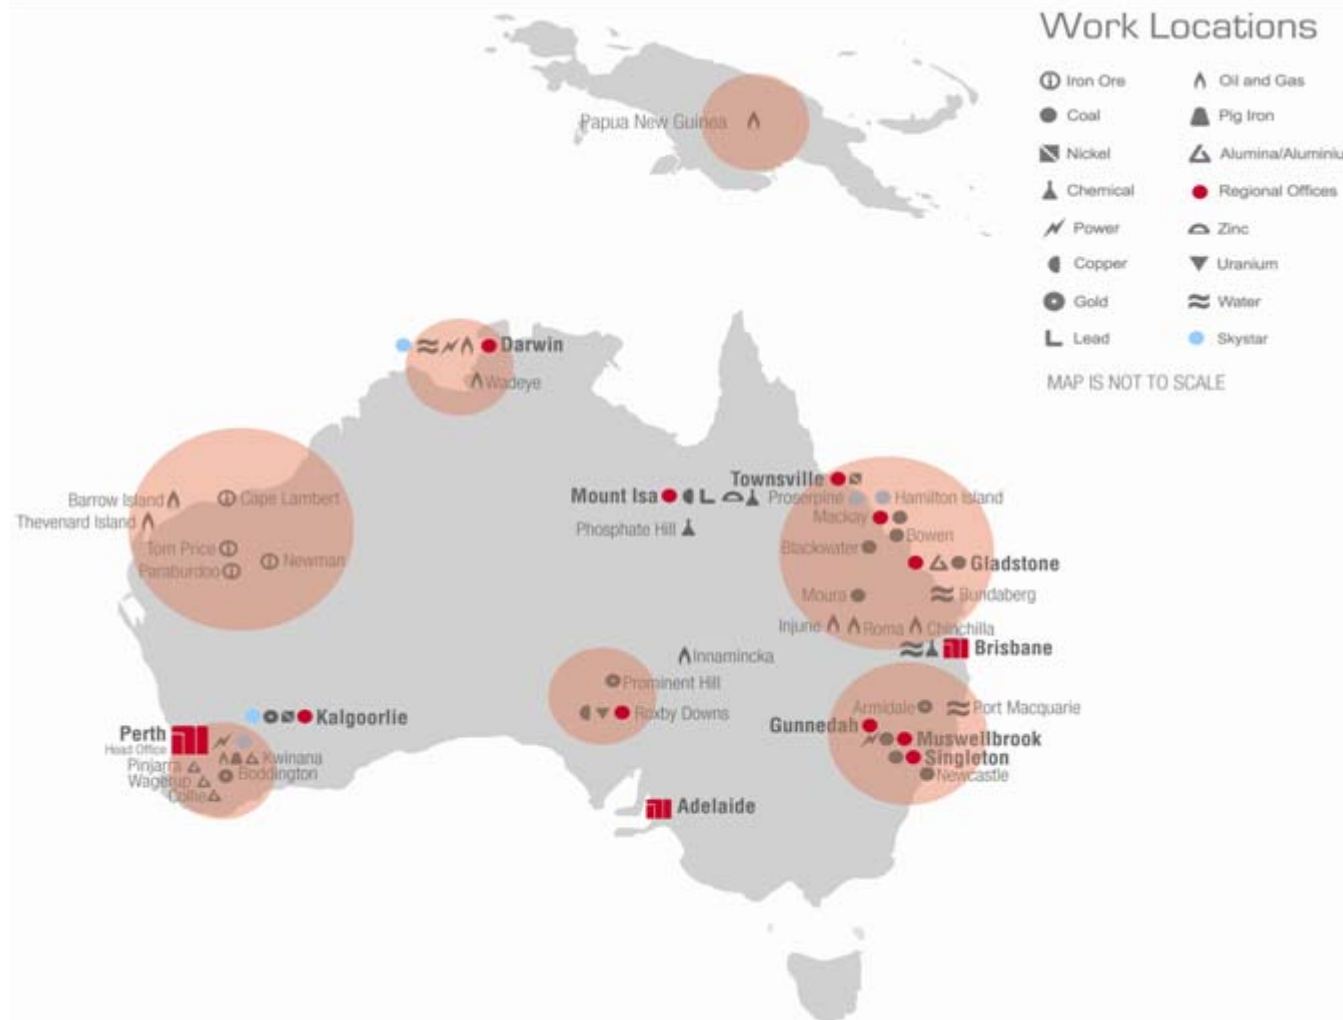 Work Locations
Iron Ore
Oil and Gas
Coal
Pig Iron
Nickel
Alumina/Aluminiu
Chemical
Regional Offices
Power
Zinc
Copper
Uranium
Gold
Water
Lead
Skystar
MAP IS NOT TO SCALE
Papua New Guinea
Darwin
Wadeye
Barrow Island
Cape Lambert
Thevenard Island
Tom Price
Newman
Paraburdoo
Townsville
Mount Isa
Proserpine
Hamilton Island
Mackay
Phosphate Hill
Bowen
Blackwater
Gladstone
Moura
Bundaberg
Injune
Roma
Chinchilla
Brisbane
Innamincka
Prominent Hill
Roxby Downs
Armidale
Port Macquarie
Gunnedah
Muswellbrook
Singleton
Newcastle
Kalgoorlie
Perth
Head Office
Kwinana
Pinjarra
Boddington
Wagerup
Collie
Adelaide